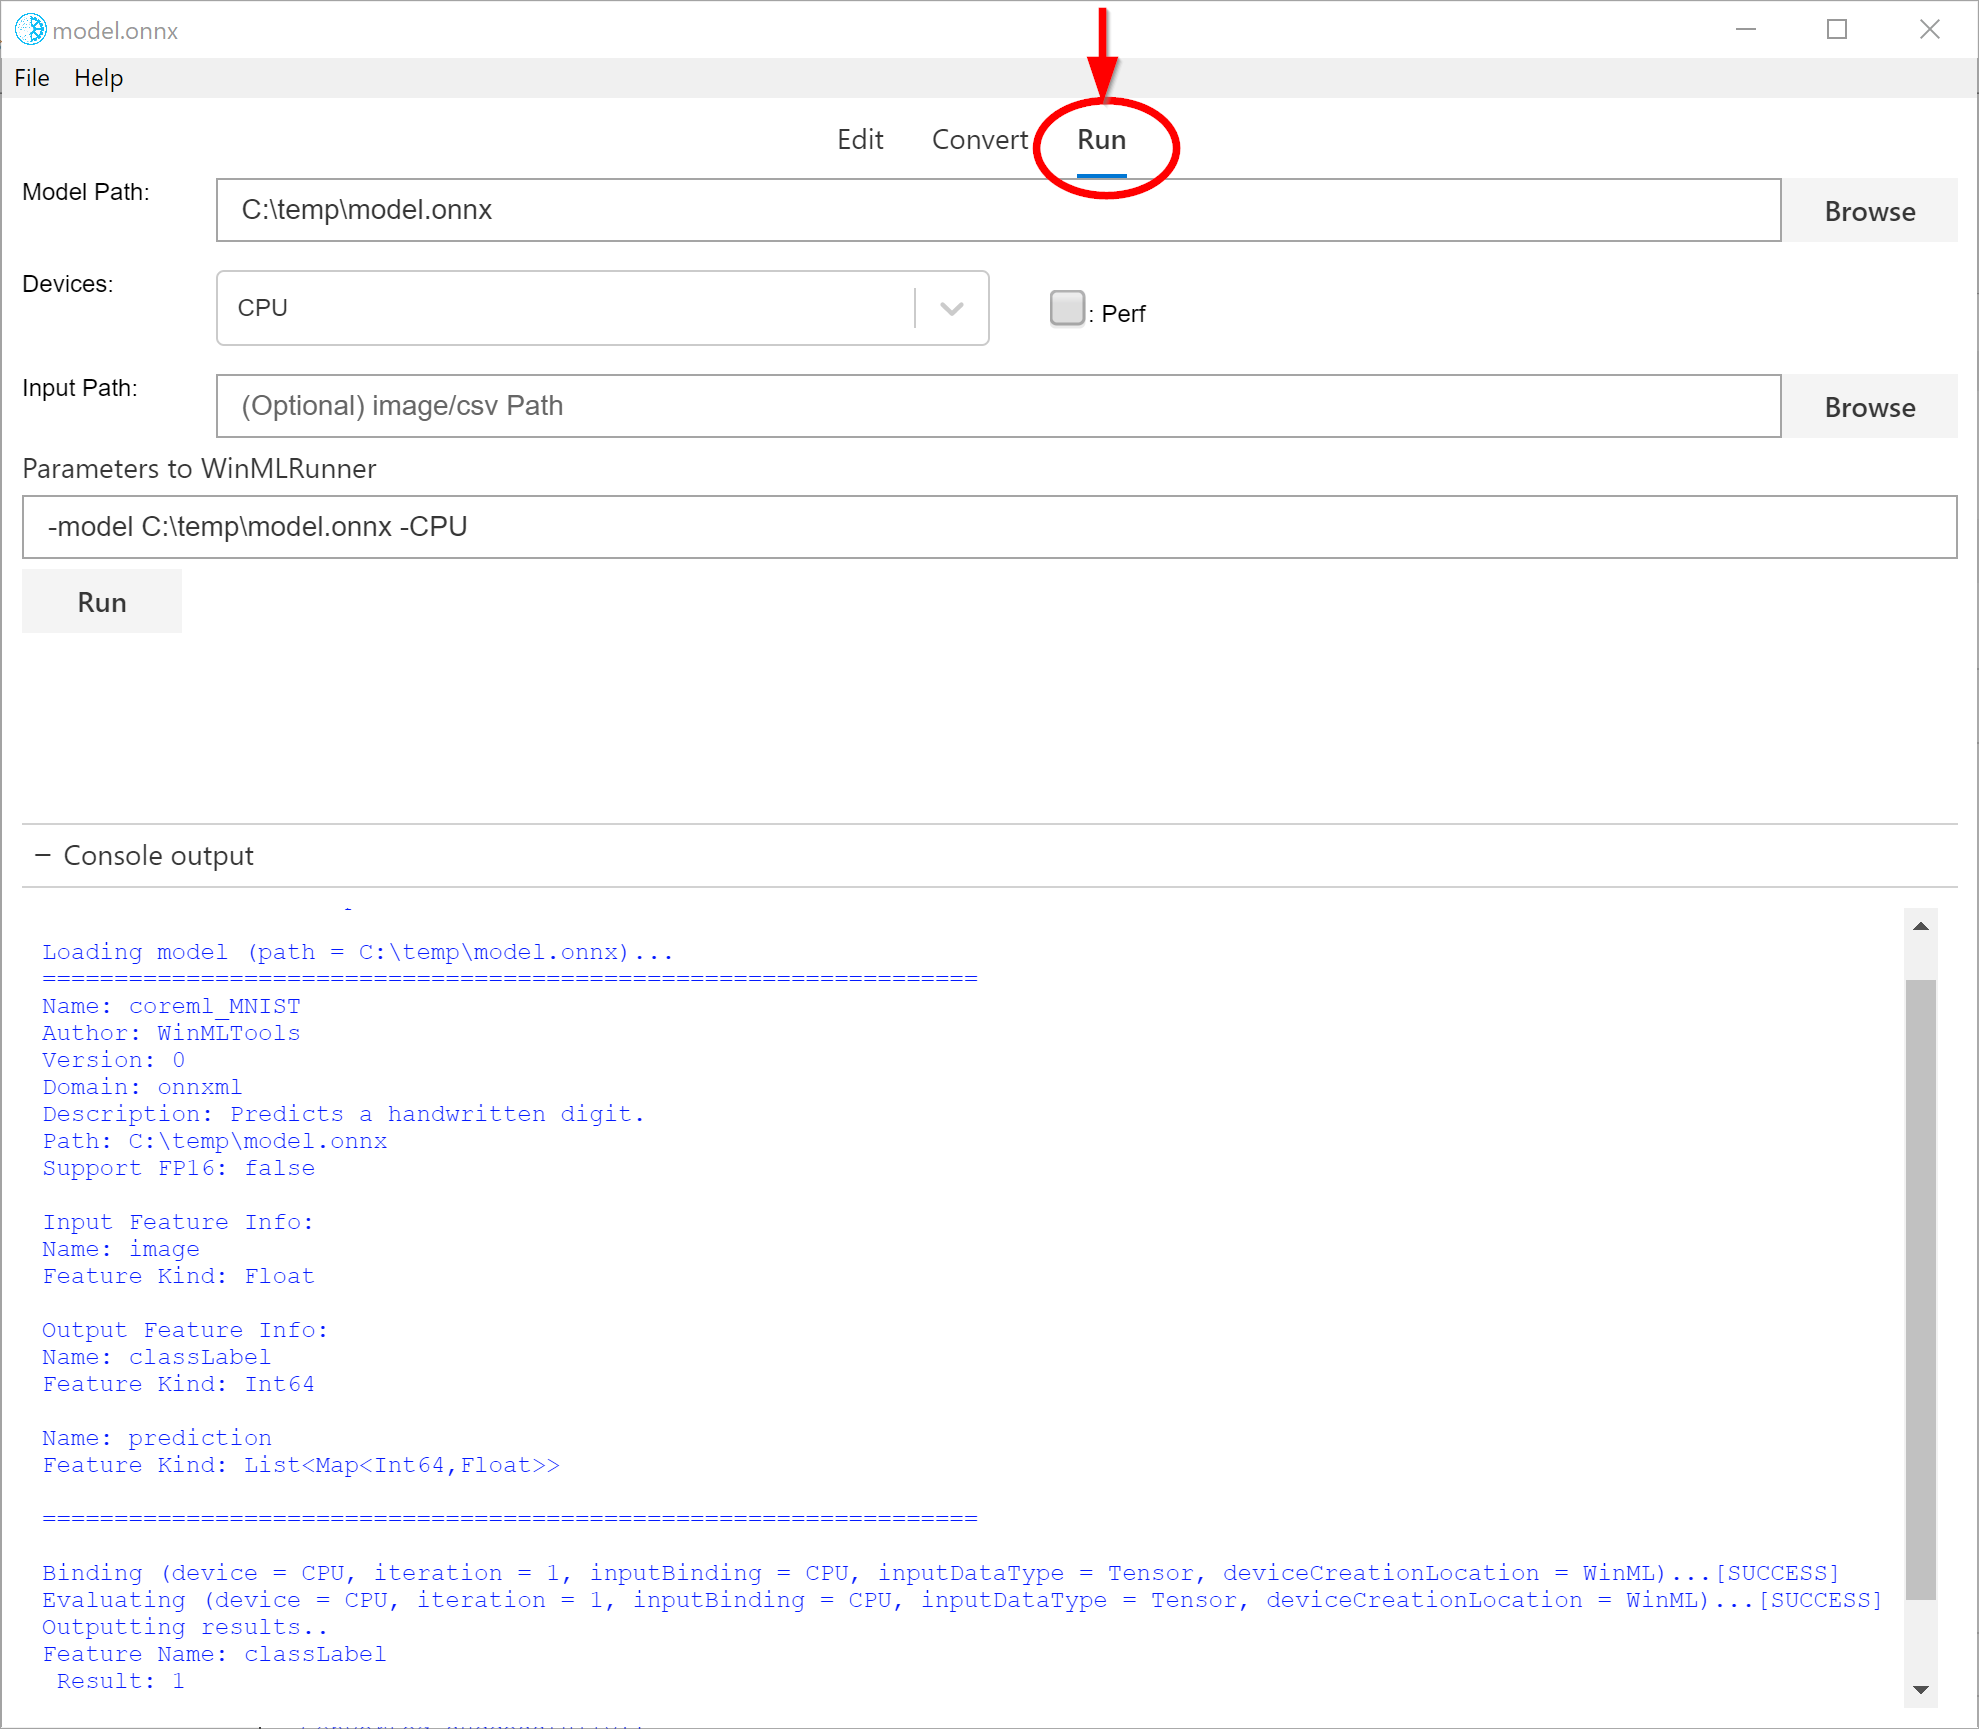 model.onnx
File Help
Edit Convert Run
Model Path:
C:\temp\model.onnx
Browse
Devices:
CPU
: Perf
Input Path:
(Optional) image/csv Path
Browse
Parameters to WinMLRunner
-model C:\temp\model.onnx -CPU
Run
− Console output
Loading model (path = C:\temp\model.onnx)...
=================================================================
Name: coreml_MNIST
Author: WinMLTools
Version: 0
Domain: onnxml
Description: Predicts a handwritten digit.
Path: C:\temp\model.onnx
Support FP16: false
Input Feature Info:
Name: image
Feature Kind: Float
Output Feature Info:
Name: classLabel
Feature Kind: Int64
Name: prediction
Feature Kind: List<Map<Int64,Float>>
=================================================================
Binding (device = CPU, iteration = 1, inputBinding = CPU, inputDataType = Tensor, deviceCreationLocation = WinML)...[SUCCESS]
Evaluating (device = CPU, iteration = 1, inputBinding = CPU, inputDataType = Tensor, deviceCreationLocation = WinML)...[SUCCESS]
Outputting results..
Feature Name: classLabel
Result: 1